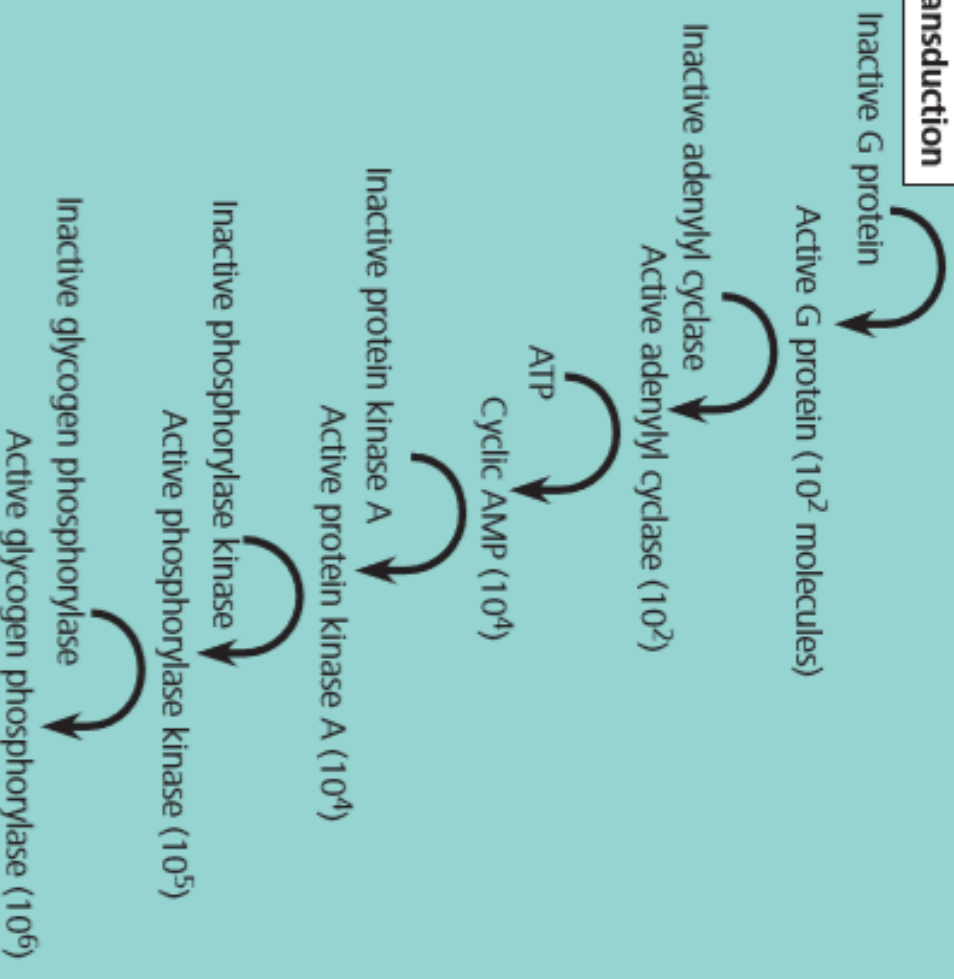 ansduction
Inactive G protein
Active G protein (10² molecules)
Inactive adenylyl cyclase
Active adenylyl cyclase (10²)
ATP
Cyclic AMP (10⁴)
Inactive protein kinase A
Active protein kinase A (10⁴)
Inactive phosphorylase kinase
Active phosphorylase kinase (10⁵)
Inactive glycogen phosphorylase
Active glycogen phosphorylase (10⁶)